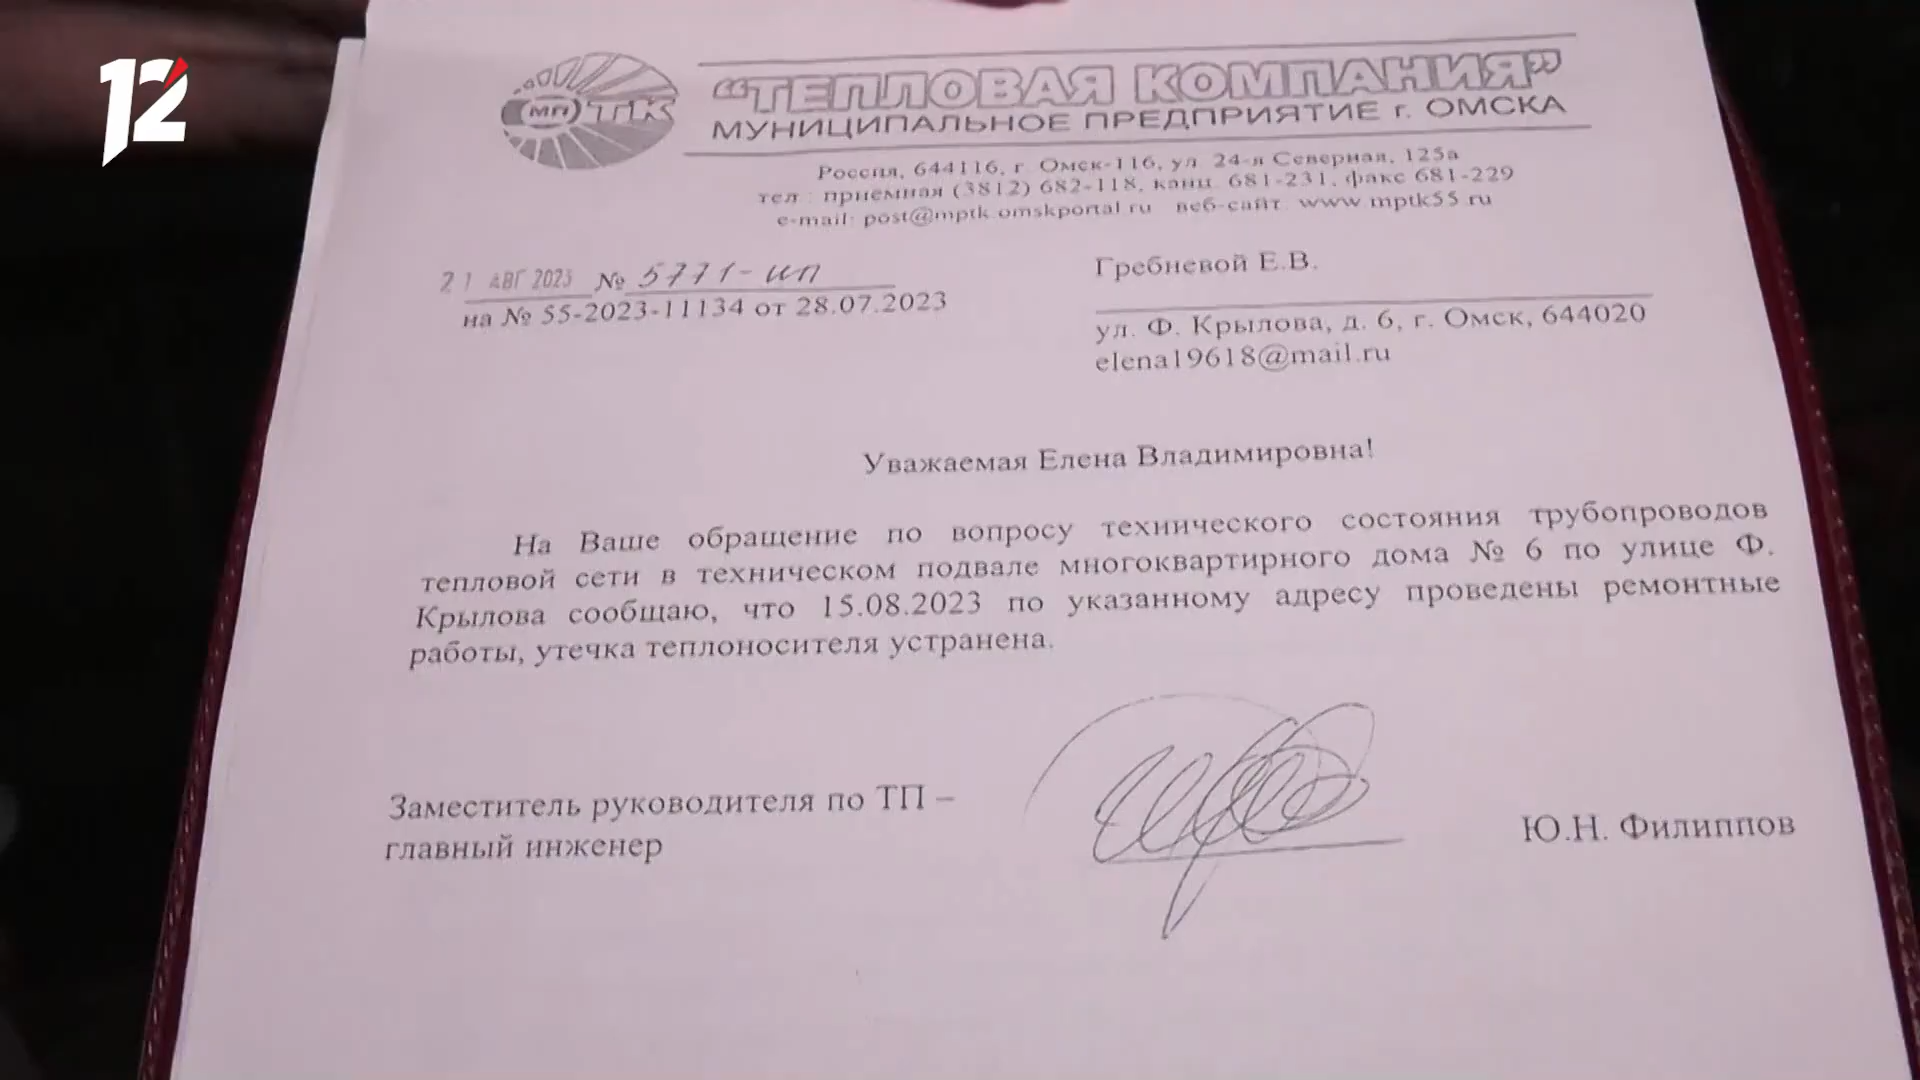 12
МП ТК
“ТЕПЛОВАЯ КОМПАНИЯ”
МУНИЦИПАЛЬНОЕ ПРЕДПРИЯТИЕ г. ОМСКА
Россия, 644116, г. Омск-116, ул. 24-я Северная, 125а
тел.: приемная (3812) 682-118, канц. 681-231, факс 681-229
e-mail: post@mptk.omskportal.ru веб-сайт: www.mptk55.ru
21 АВГ 2023 № 5771-ип
на № 55-2023-11134 от 28.07.2023
Гребневой Е.В.
ул. Ф. Крылова, д. 6, г. Омск, 644020
elena19618@mail.ru
Уважаемая Елена Владимировна!
На Ваше обращение по вопросу технического состояния трубопроводов
тепловой сети в техническом подвале многоквартирного дома № 6 по улице Ф.
Крылова сообщаю, что 15.08.2023 по указанному адресу проведены ремонтные
работы, утечка теплоносителя устранена.
Заместитель руководителя по ТП –
главный инженер
Ю.Н. Филиппов